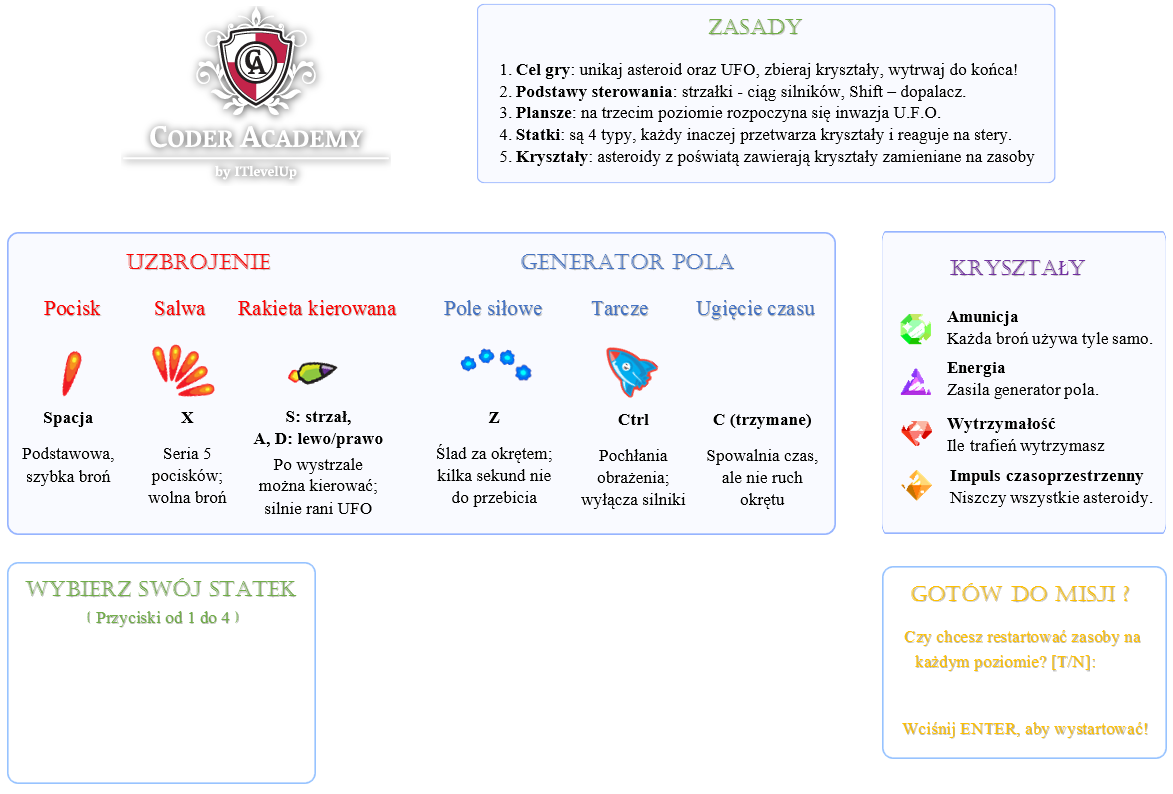 CA
CODER ACADEMY
by ITlevelUp
ZASADY
1. Cel gry: unikaj asteroid oraz UFO, zbieraj kryształy, wytrwaj do końca!
2. Podstawy sterowania: strzałki - ciąg silników, Shift – dopalacz.
3. Plansze: na trzecim poziomie rozpoczyna się inwazja U.F.O.
4. Statki: są 4 typy, każdy inaczej przetwarza kryształy i reaguje na stery.
5. Kryształy: asteroidy z poświatą zawierają kryształy zamieniane na zasoby
UZBROJENIE
Pocisk
Spacja
Podstawowa,
szybka broń
Salwa
X
Seria 5
pocisków;
wolna broń
Rakieta kierowana
S: strzał,
A, D: lewo/prawo
Po wystrzale
można kierować;
silnie rani UFO
GENERATOR POLA
Pole siłowe
Z
Ślad za okrętem;
kilka sekund nie
do przebicia
Tarcze
Ctrl
Pochłania
obrażenia;
wyłącza silniki
Ugięcie czasu
C (trzymane)
Spowalnia czas,
ale nie ruch
okrętu
KRYSZTAŁY
Amunicja
Każda broń używa tyle samo.
Energia
Zasila generator pola.
Wytrzymałość
Ile trafień wytrzymasz
Impuls czasoprzestrzenny
Niszczy wszystkie asteroidy.
WYBIERZ SWÓJ STATEK
( Przyciski od 1 do 4 )
GOTÓW DO MISJI ?
Czy chcesz restartować zasoby na
każdym poziomie? [T/N]:
Wciśnij ENTER, aby wystartować!